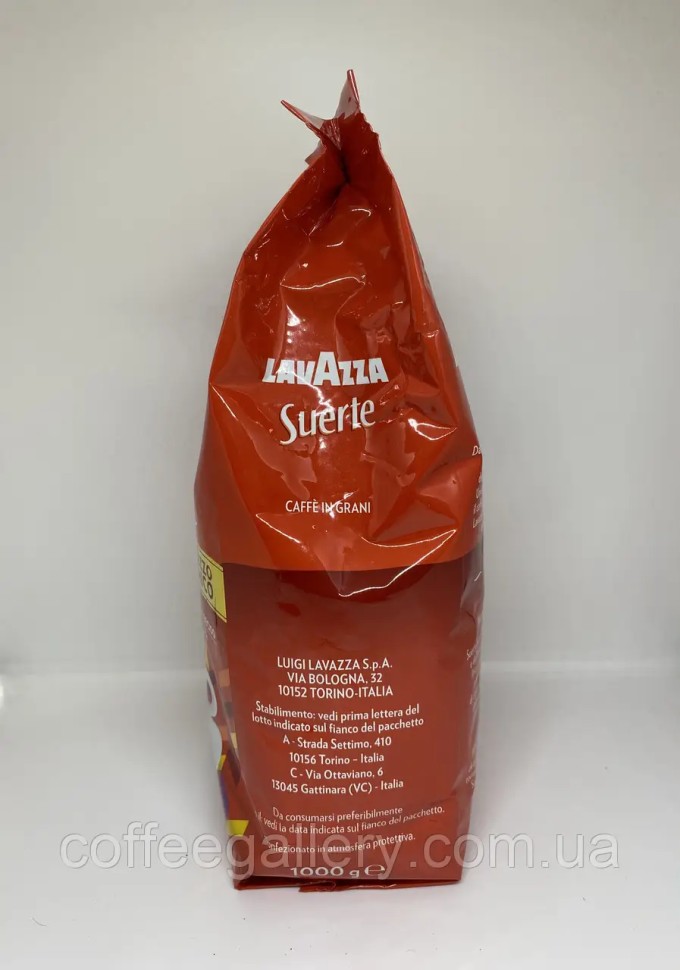 LAVAZZA
Suerte
CAFFÈ IN GRANI
LUIGI LAVAZZA S.p.A.
VIA BOLOGNA, 32
10152 TORINO-ITALIA
Stabilimento: vedi prima lettera del
lotto indicato sul fianco del pacchetto
A - Strada Settimo, 410
10156 Torino - Italia
C - Via Ottaviano, 6
13045 Gattinara (VC) - Italia
Da consumarsi preferibilmente
vedi la data indicata sul fianco del pacchetto.
in atmosfera protettiva.
1000 g e
coffeegallery.com.ua